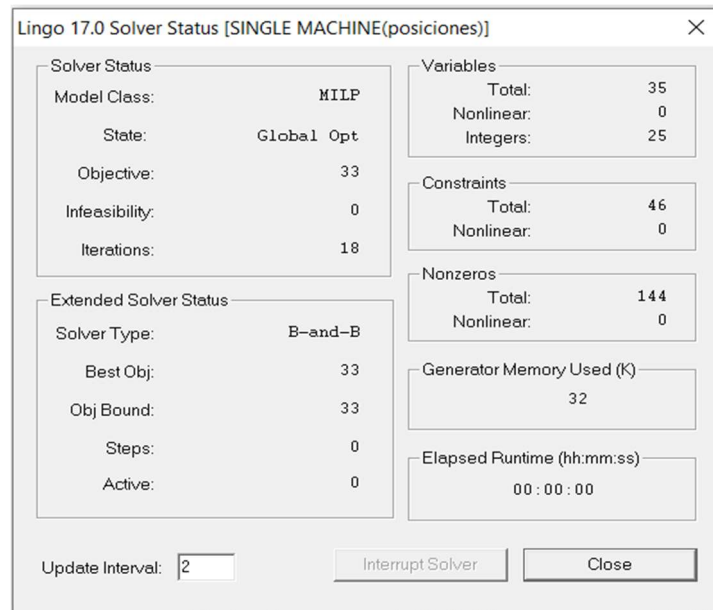 Lingo 17.0 Solver Status [SINGLE MACHINE(posiciones)]
Solver Status
Model Class: MILP
State: Global Opt
Objective: 33
Infeasibility: 0
Iterations: 18
Extended Solver Status
Solver Type: B-and-B
Best Obj: 33
Obj Bound: 33
Steps: 0
Active: 0
Variables
Total: 35
Nonlinear: 0
Integers: 25
Constraints
Total: 46
Nonlinear: 0
Nonzeros
Total: 144
Nonlinear: 0
Generator Memory Used (K)
32
Elapsed Runtime (hh:mm:ss)
00:00:00
Update Interval: 2
Interrupt Solver
Close